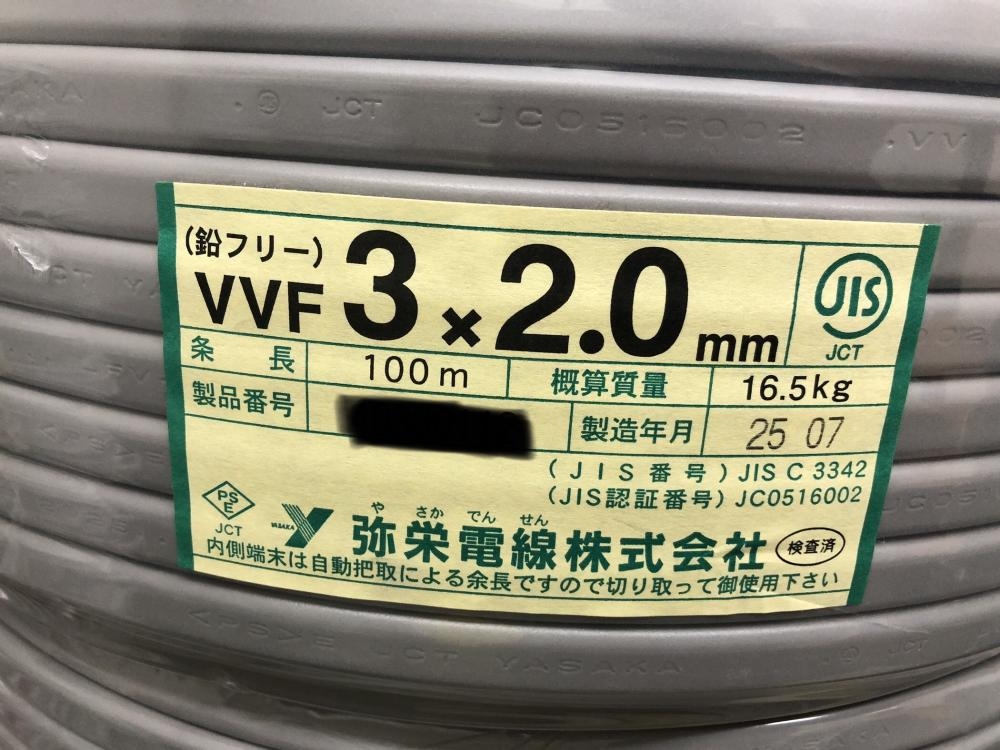 SAKA JCT JC0516002 .VV
(鉛フリー)
VVF 3×2.0mm
JIS
JCT
条長 100m 概算質量 16.5kg
製品番号 製造年月 25 07
(JIS番号) JIS C 3342
(JIS認証番号) JC0516002
PSE
JCT
YASAKA
や さか でん せん
弥栄電線株式会社 検査済
内側端末は自動把取による余長ですので切り取って御使用下さい
<PS>E JCT YASAKA